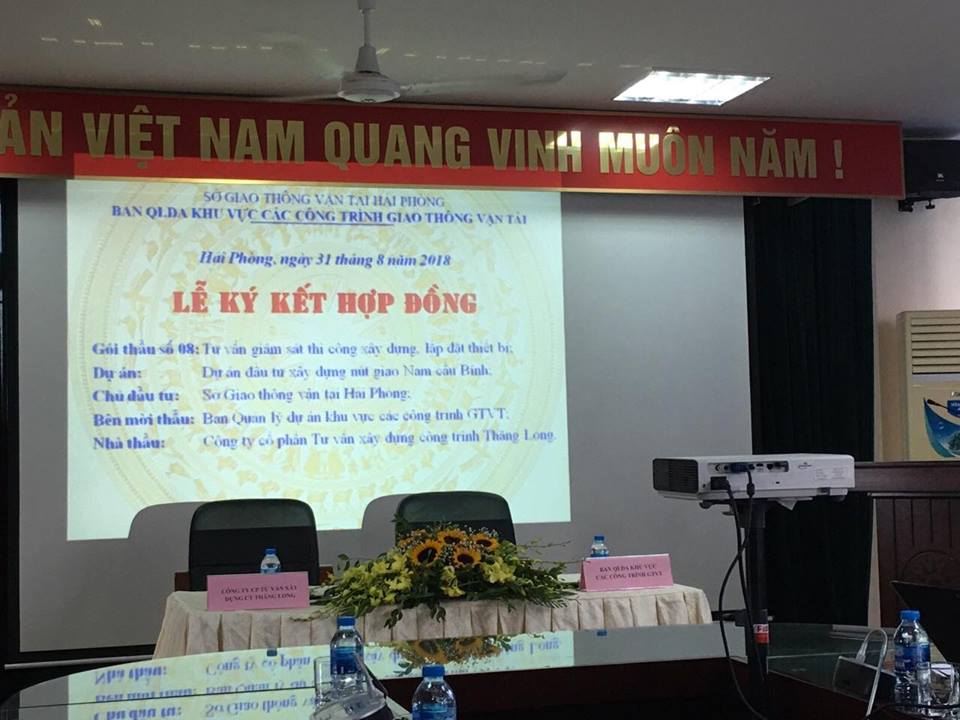 ẢN VIỆT NAM QUANG VINH MUÔN NĂM !
SỞ GIAO THÔNG VẬN TẢI HẢI PHÒNG
BAN QLDA KHU VỰC CÁC CÔNG TRÌNH GIAO THÔNG VẬN TẢI
Hải Phòng, ngày 31 tháng 8 năm 2018
LỄ KÝ KẾT HỢP ĐỒNG
Gói thầu số 08: Tư vấn giám sát thi công xây dựng, lắp đặt thiết bị;
Dự án: Dự án đầu tư xây dựng nút giao Nam cầu Bính;
Chủ đầu tư: Sở Giao thông vận tải Hải Phòng;
Bên mời thầu: Ban Quản lý dự án khu vực các công trình GTVT;
Nhà thầu: Công ty cổ phần Tư vấn xây dựng công trình Thăng Long.
CÔNG TY CP TƯ VẤN XÂY
DỰNG CT THĂNG LONG
BAN QLDA KHU VỰC
CÁC CÔNG TRÌNH GTVT